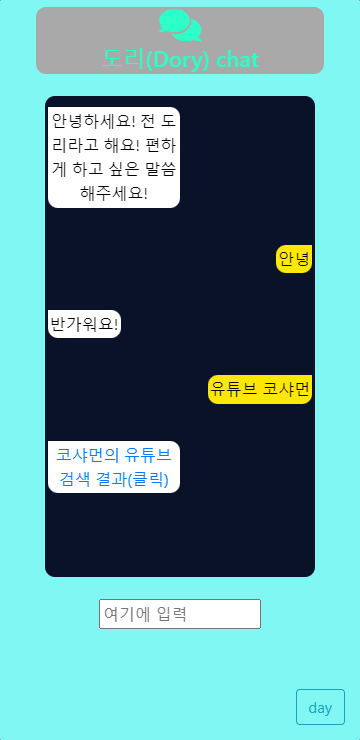 도리(Dory) chat
안녕하세요! 전 도
리라고 해요! 편하
게 하고 싶은 말씀
해주세요!
안녕
반가워요!
유튜브 코샤먼
코샤먼의 유튜브
검색 결과(클릭)
여기에 입력
day